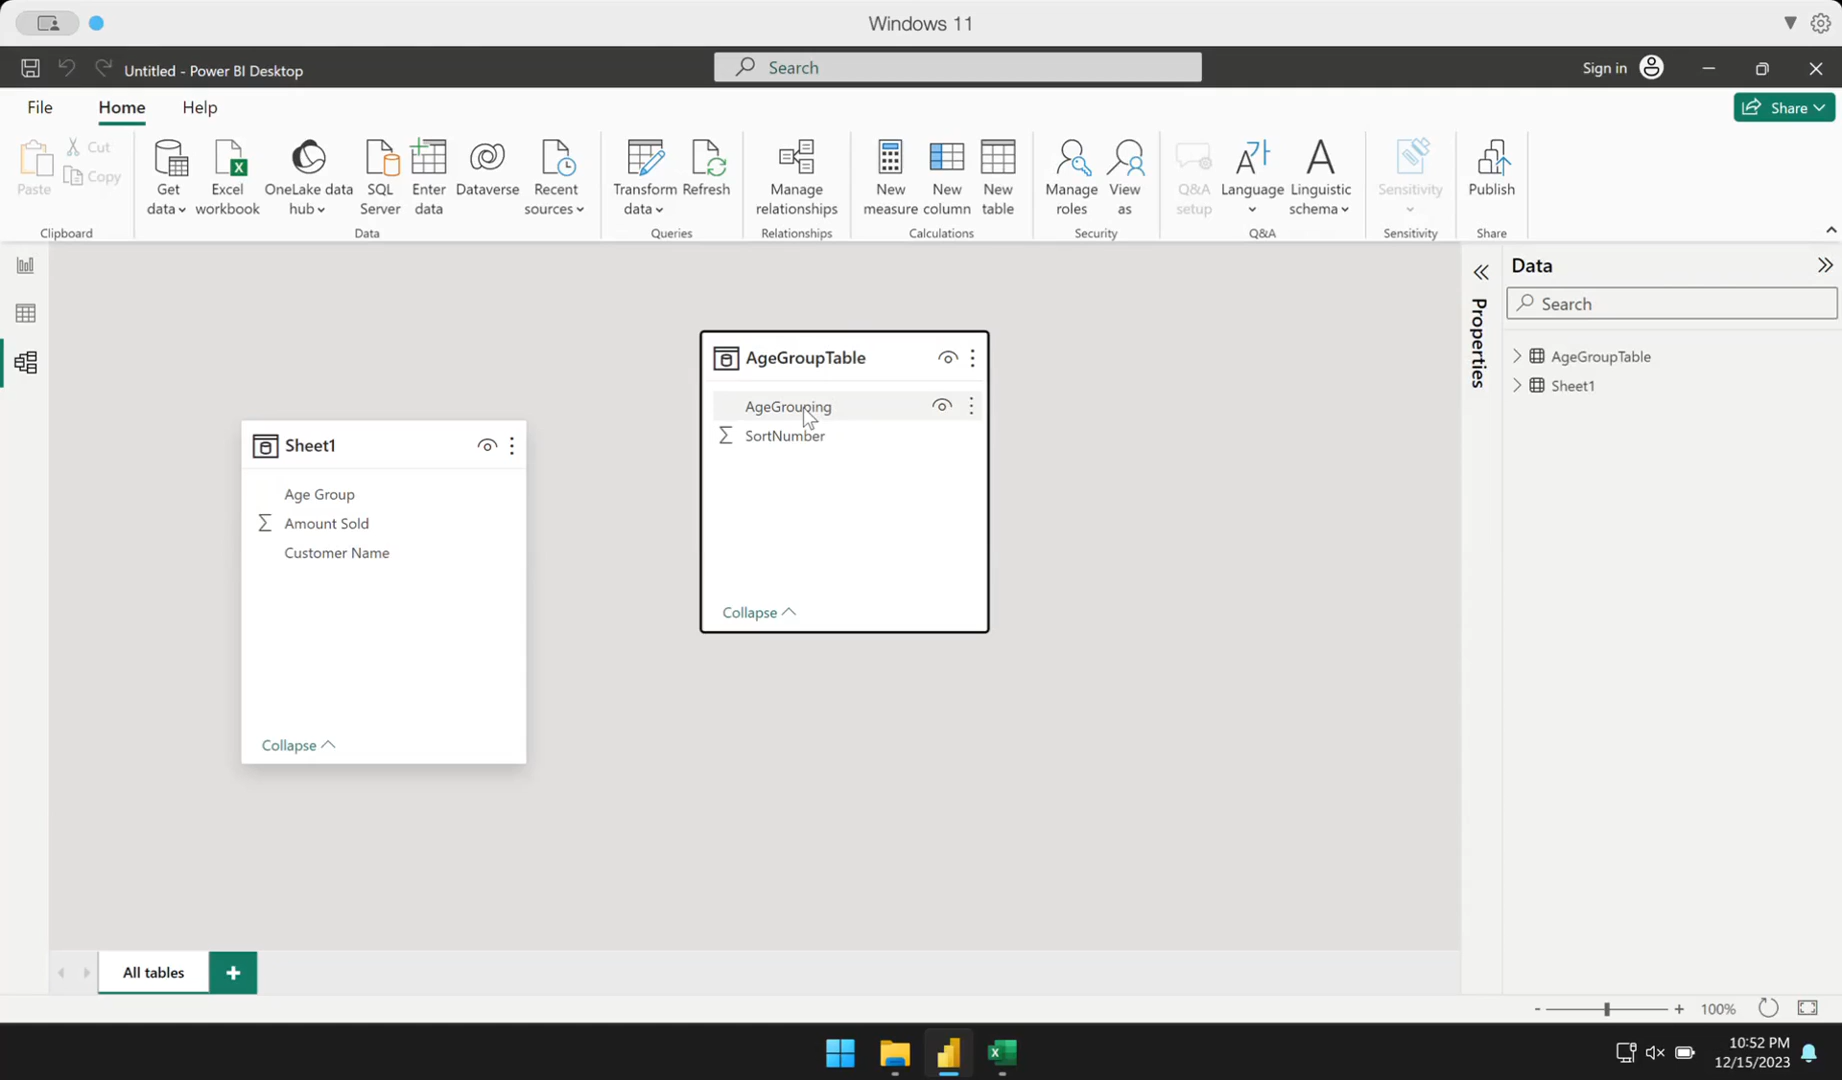 Windows 11
Untitled - Power BI Desktop
Search
Sign in
File
Home
Help
Share
Paste
Cut
Copy
Clipboard
Get data
Excel workbook
OneLake data hub
SQL Server
Enter data
Dataverse
Recent sources
Data
Transform data
Refresh
Queries
Manage relationships
Relationships
New measure
New column
New table
Calculations
Manage roles
View as
Security
Q&A setup
Language
Linguistic schema
Q&A
Sensitivity
Sensitivity
Publish
Share
Sheet1
Age Group
Amount Sold
Customer Name
Collapse
AgeGroupTable
AgeGrouping
SortNumber
Collapse
Properties
Data
Search
AgeGroupTable
Sheet1
All tables
+
- + 100%
10:52 PM
12/15/2023